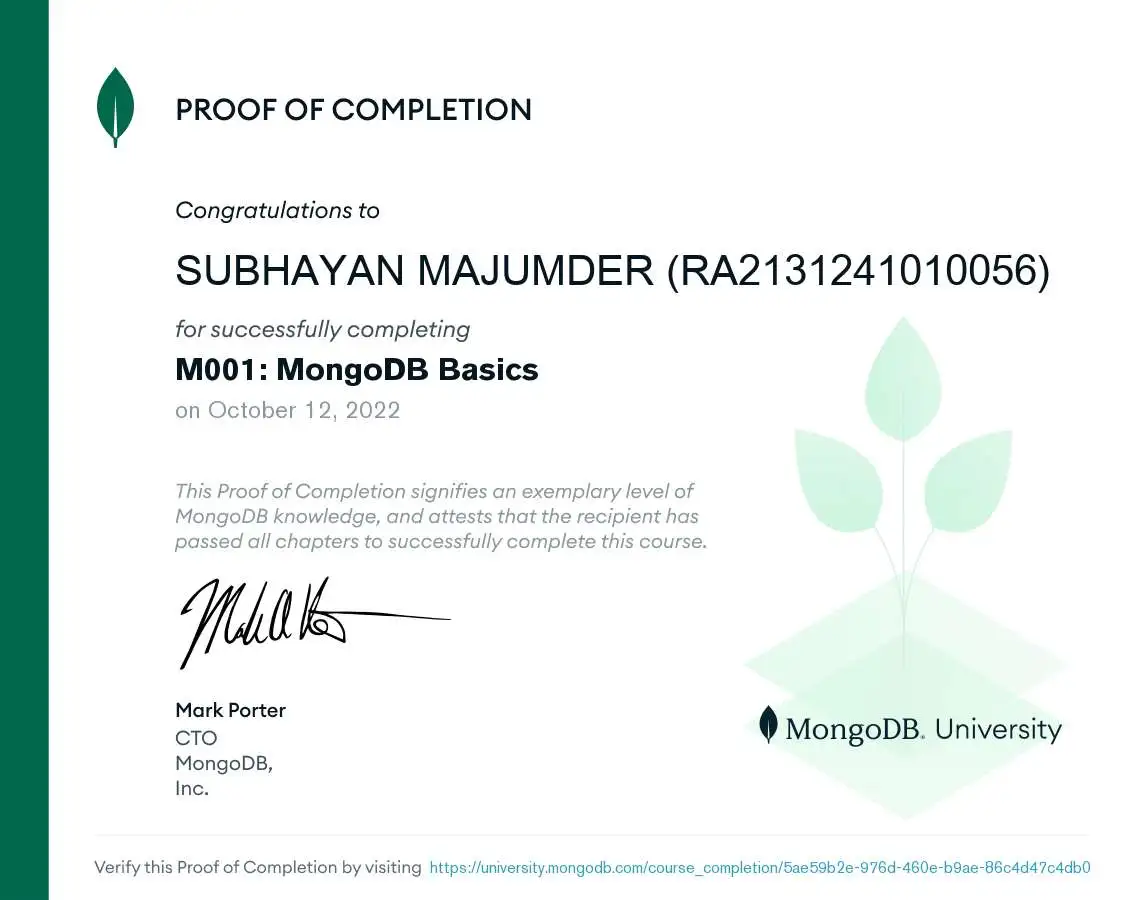 PROOF OF COMPLETION
Congratulations to
SUBHAYAN MAJUMDER (RA2131241010056)
for successfully completing
M001: MongoDB Basics
on October 12, 2022
This Proof of Completion signifies an exemplary level of
MongoDB knowledge, and attests that the recipient has
passed all chapters to successfully complete this course.
Mark Porter
CTO
MongoDB,
Inc.
MongoDB. University
Verify this Proof of Completion by visiting https://university.mongodb.com/course_completion/5ae59b2e-976d-460e-b9ae-86c4d47c4db0